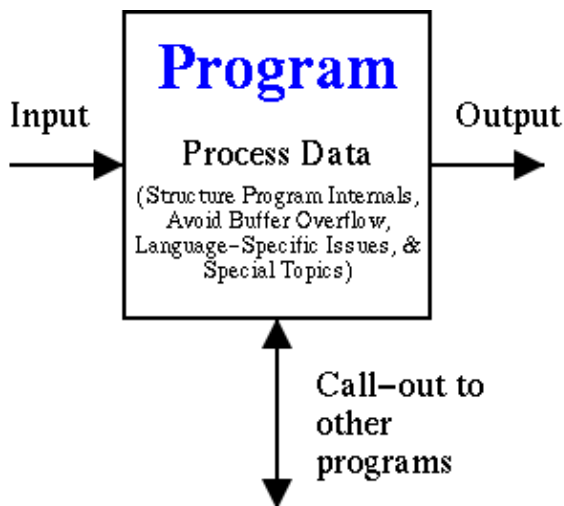 Program
Input
Output
Process Data
(Structure Program Internals,
Avoid Buffer Overflow,
Language-Specific Issues, &
Special Topics)
Call-out to
other
programs